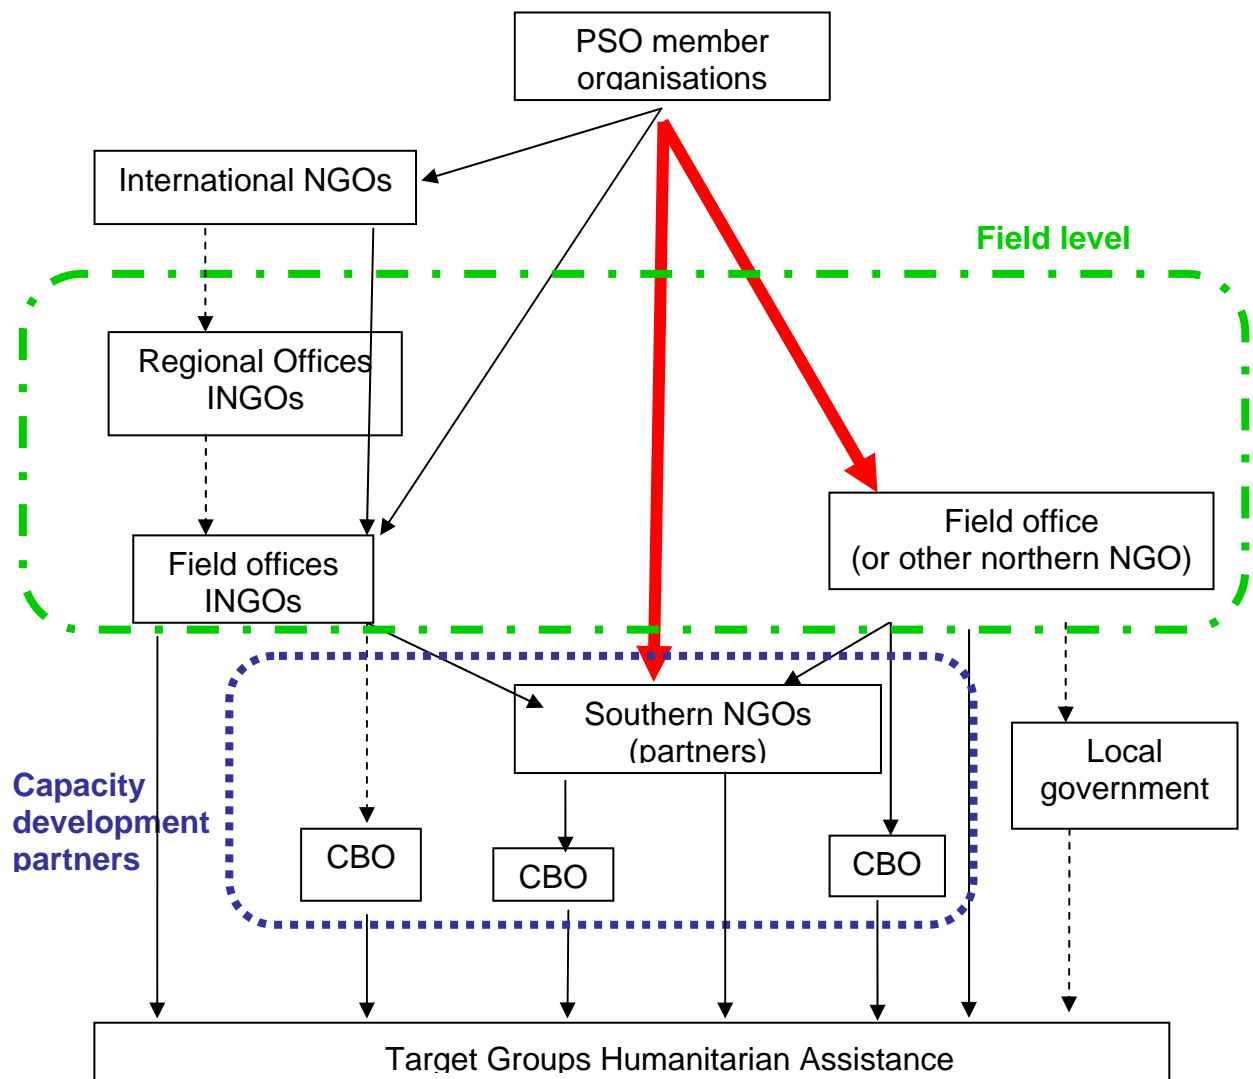 PSO member
organisations
International NGOs
Field level
Regional Offices
INGOs
Field office
(or other northern NGO)
Field offices
INGOs
Southern NGOs
(partners)
Local
government
Capacity
development
partners
CBO
CBO
CBO
Target Groups Humanitarian Assistance